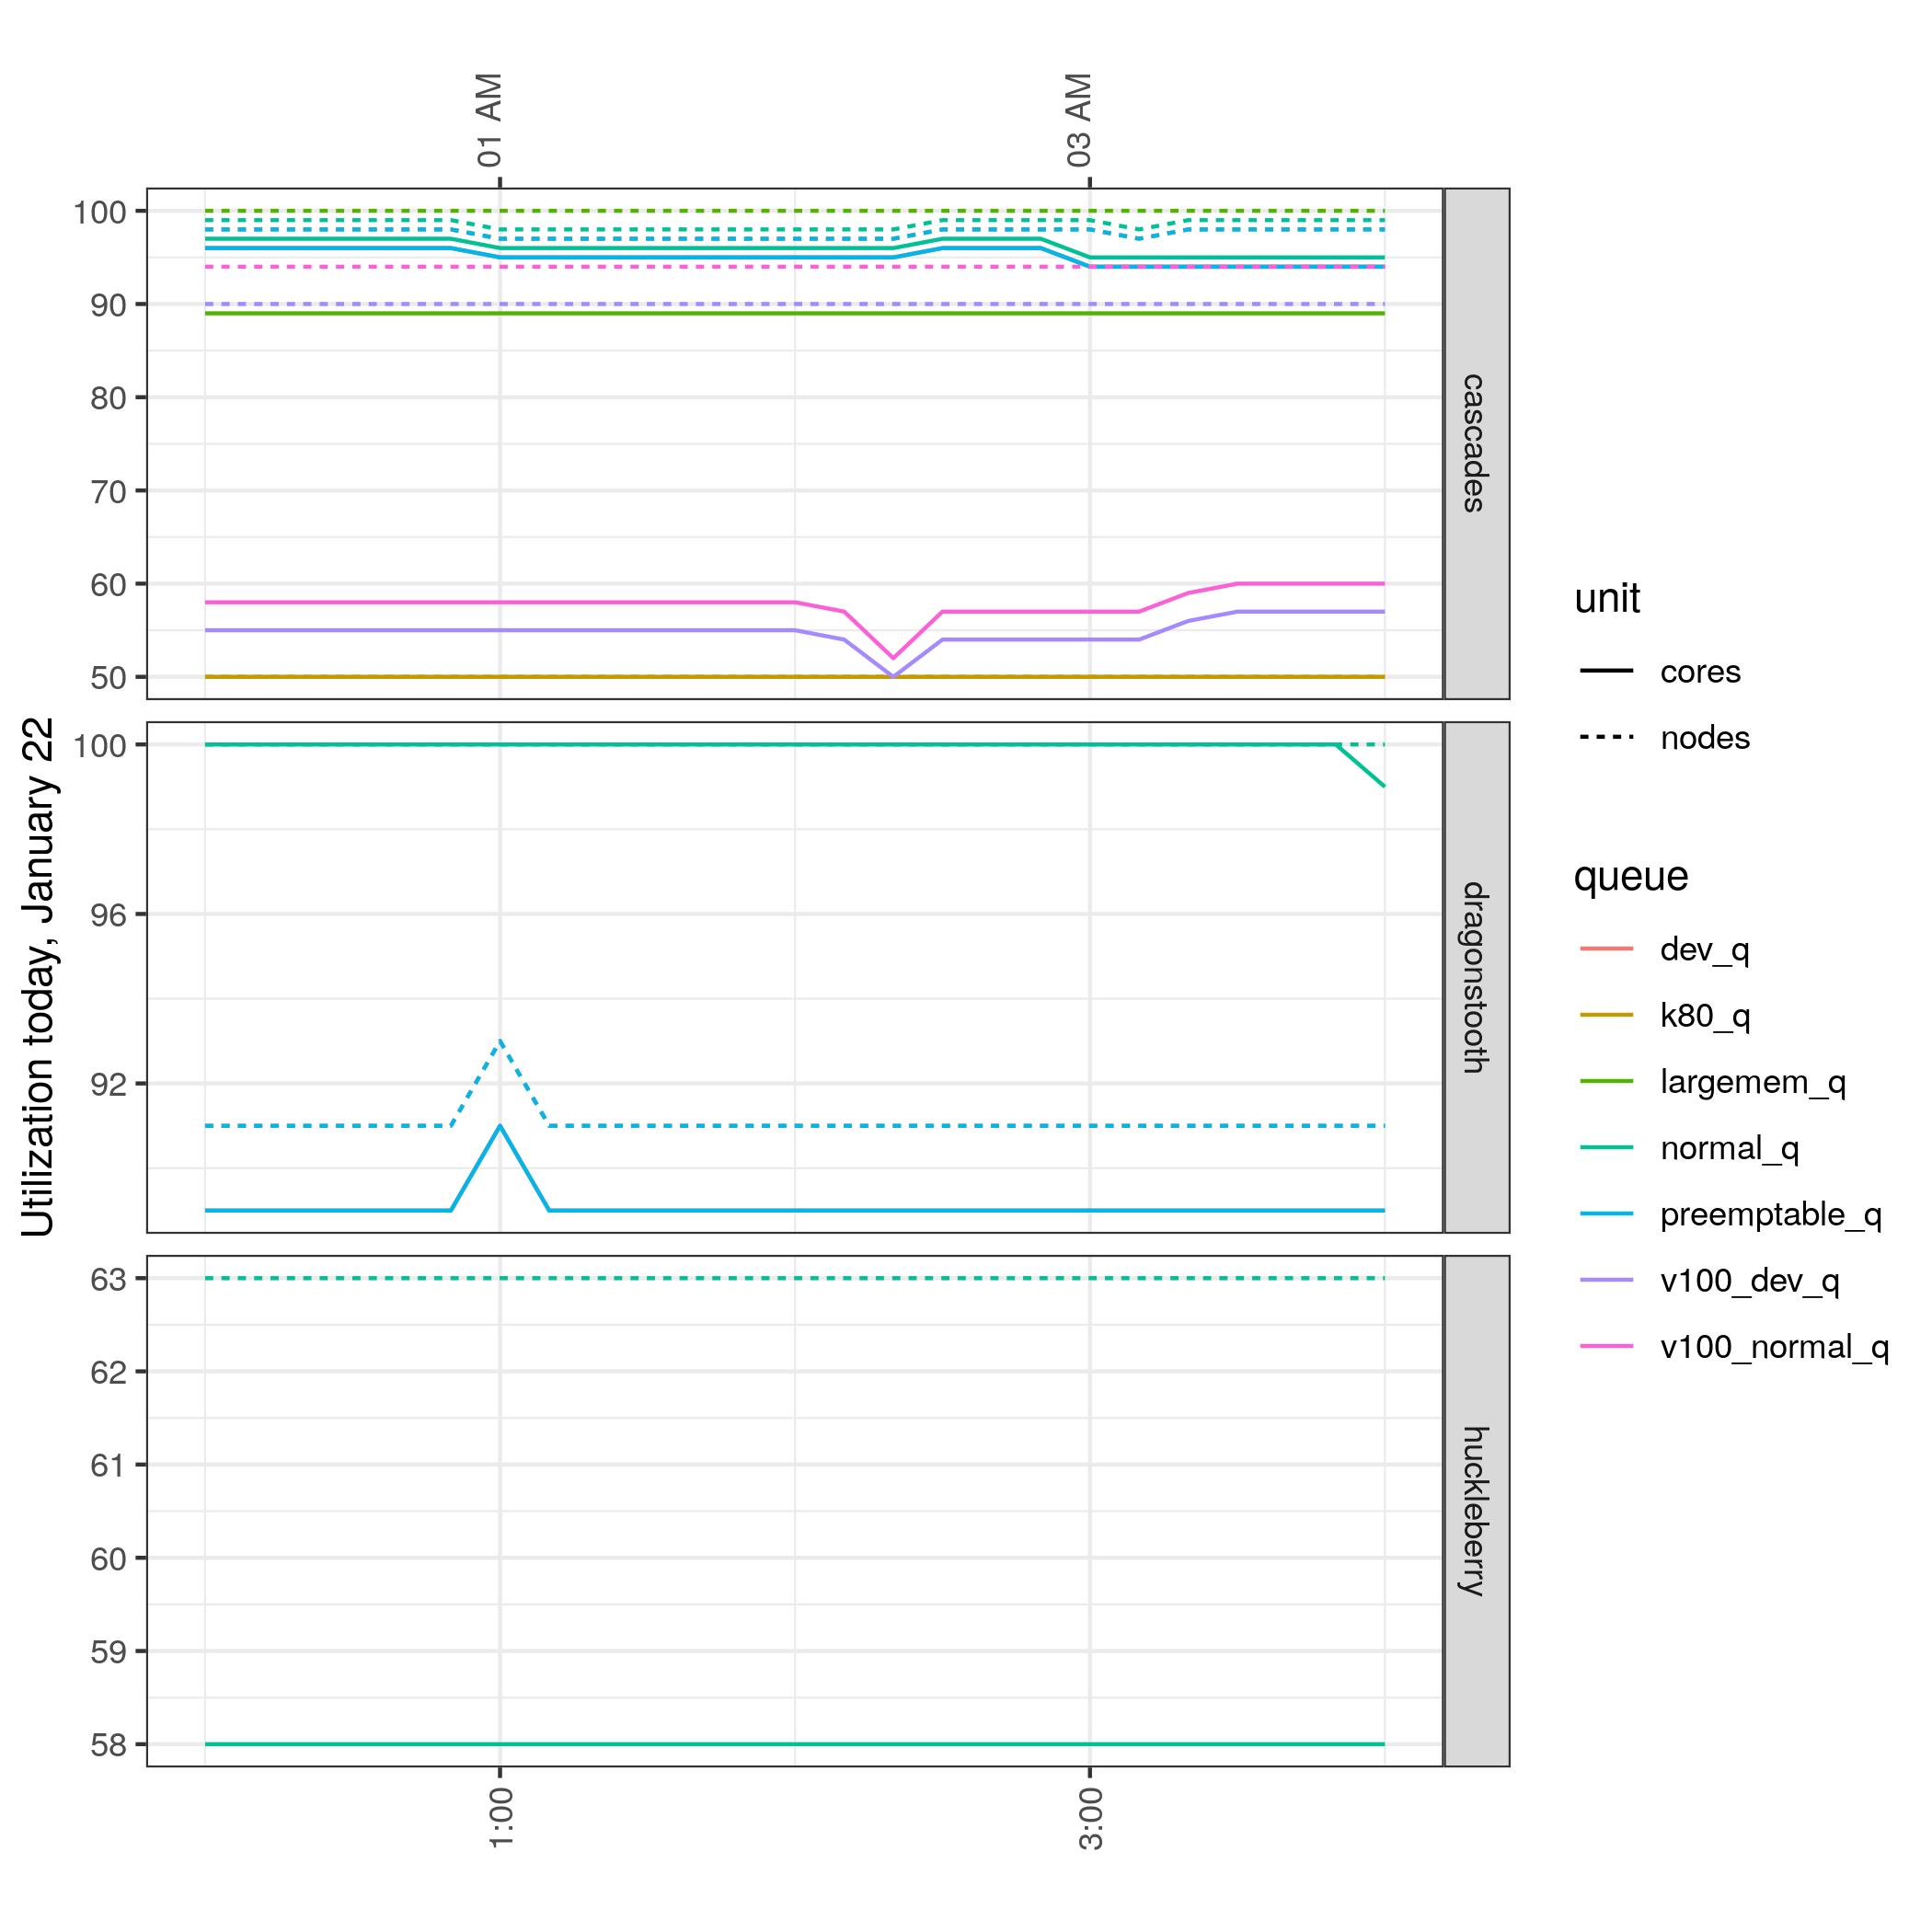 01 AM
03 AM
100
90
80
70
60
50
cascades
100
96
92
dragonstooth
63
62
61
60
59
58
huckleberry
1:00
3:00
Utilization today, January 22
unit
cores
nodes
queue
dev_q
k80_q
largemem_q
normal_q
preemptable_q
v100_dev_q
v100_normal_q